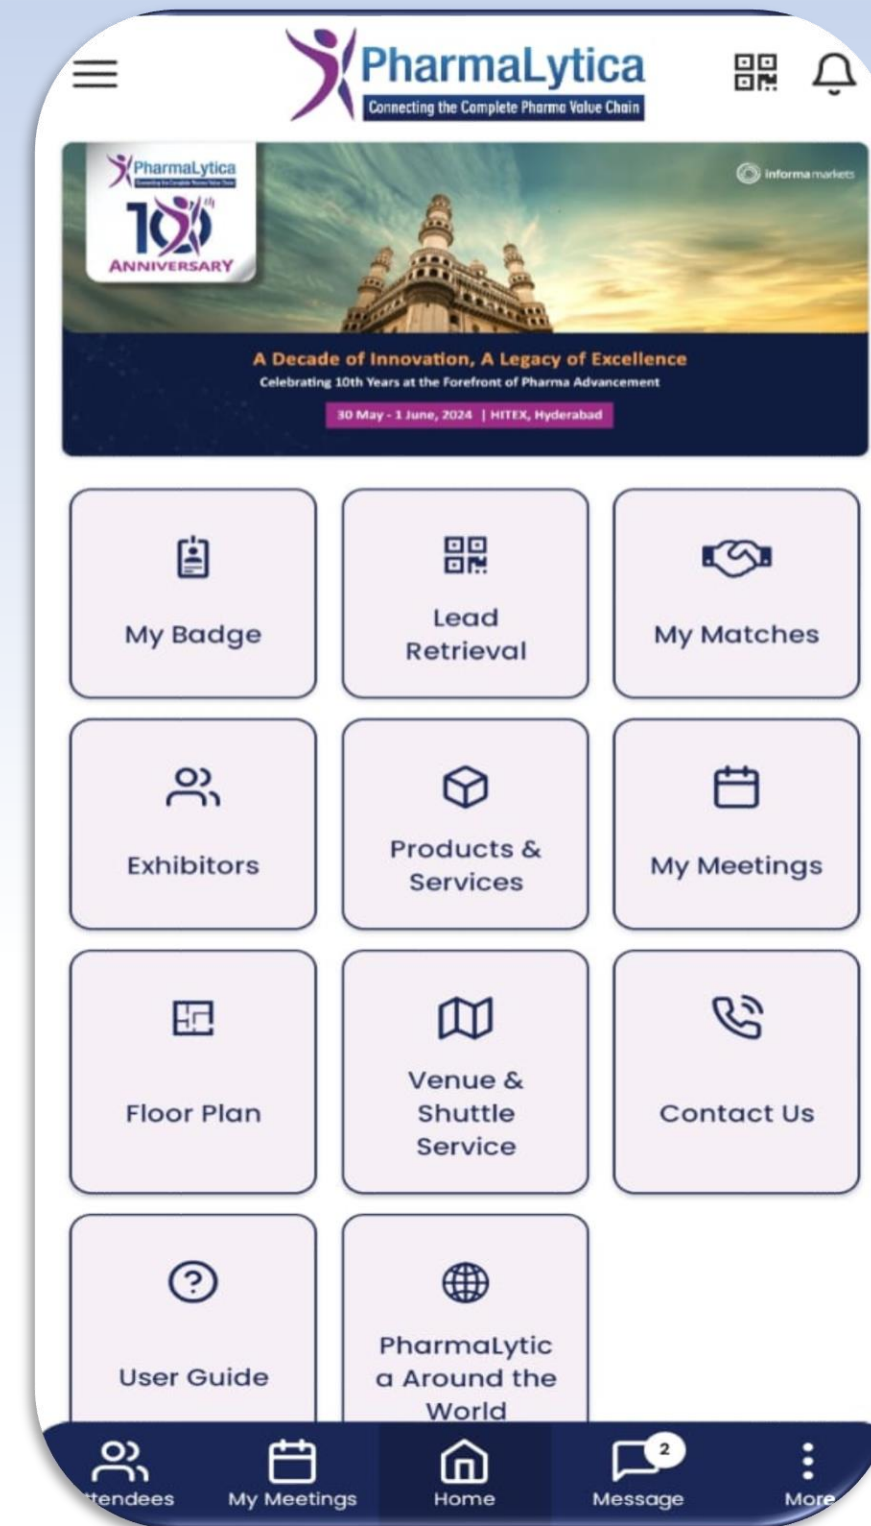 PharmaLytica
Connecting the Complete Pharma Value Chain
PharmaLytica
10th
ANNIVERSARY
informa markets
A Decade of Innovation, A Legacy of Excellence
Celebrating 10th Years at the Forefront of Pharma Advancement
30 May - 1 June, 2024 | HITEX, Hyderabad
My Badge
Lead
Retrieval
My Matches
Exhibitors
Products &
Services
My Meetings
Floor Plan
Venue &
Shuttle
Service
Contact Us
User Guide
PharmaLytic
a Around the
World
2
My Meetings
Home
Message
More